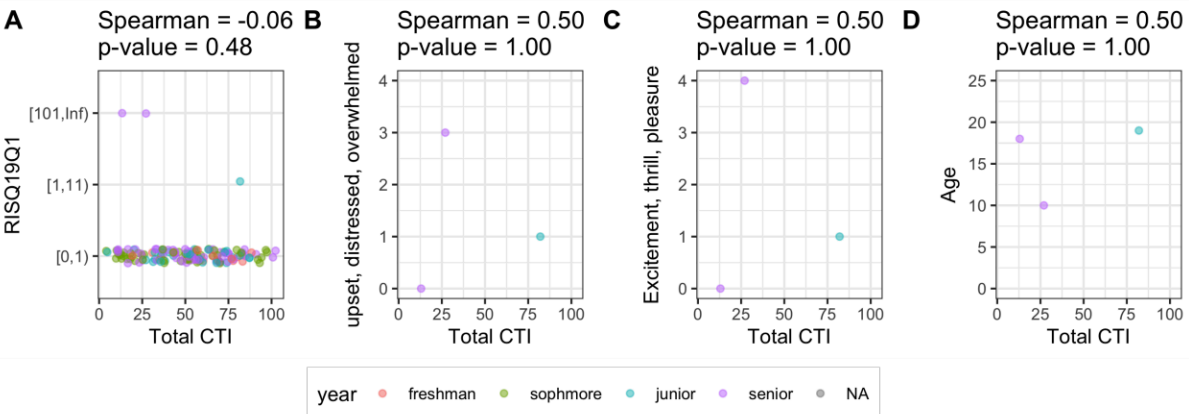 A
Spearman = -0.06
p-value = 0.48
RISQ19Q1
[101,Inf)
[1,11)
[0,1)
0 25 50 75 100
Total CTI
B
Spearman = 0.50
p-value = 1.00
upset, distressed, overwhelmed
4
3
2
1
0
0 25 50 75 100
Total CTI
C
Spearman = 0.50
p-value = 1.00
Excitement, thrill, pleasure
4
3
2
1
0
0 25 50 75 100
Total CTI
D
Spearman = 0.50
p-value = 1.00
Age
25
20
15
10
5
0
0 25 50 75 100
Total CTI
year freshman sophmore junior senior NA